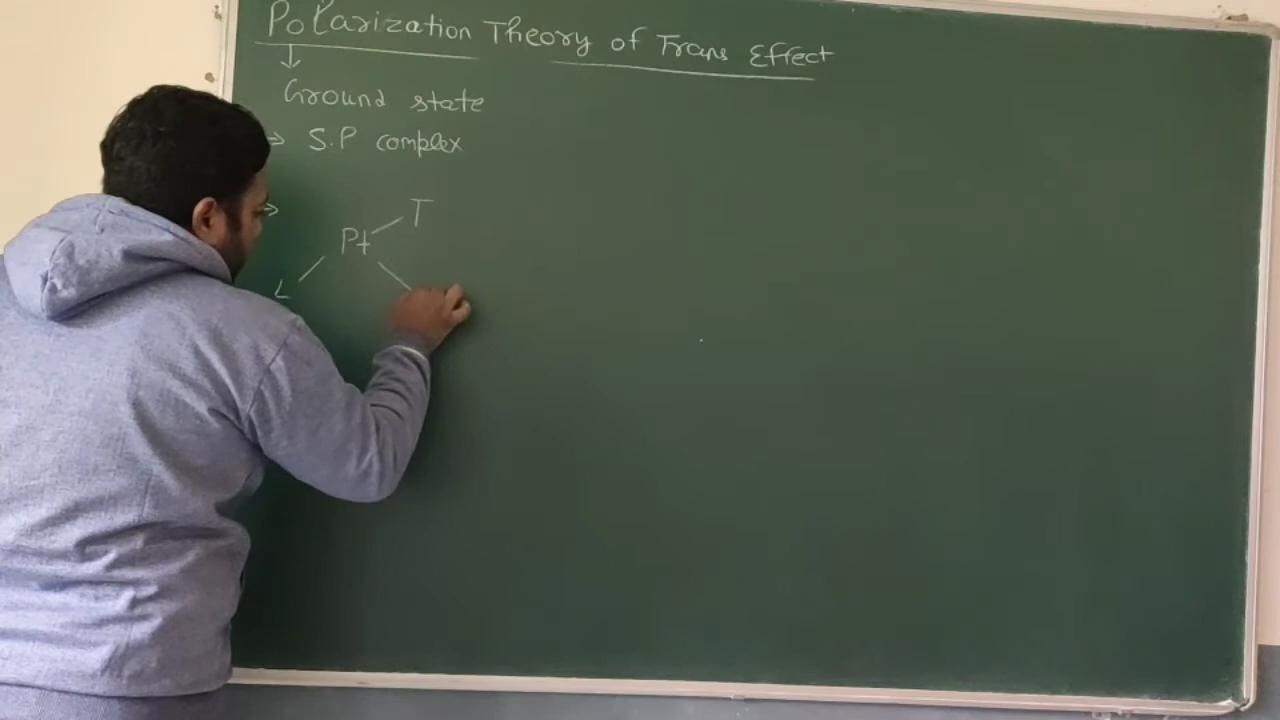 Polarization Theory of Trans Effect
↓
Ground state
→ S.P complex
→
Pt T
L